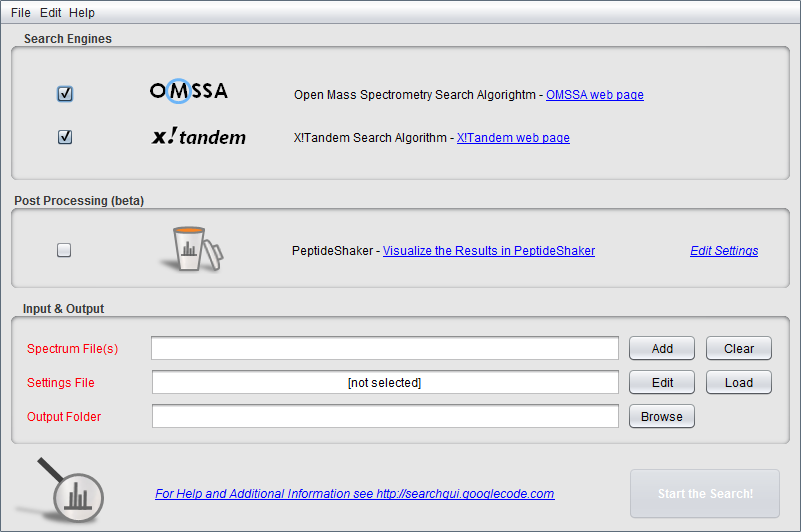 File Edit Help
Search Engines
OMSSA Open Mass Spectrometry Search Algorightm - OMSSA web page
x!tandem X!Tandem Search Algorithm - X!Tandem web page
Post Processing (beta)
PeptideShaker - Visualize the Results in PeptideShaker Edit Settings
Input & Output
Spectrum File(s) Add Clear
Settings File [not selected] Edit Load
Output Folder Browse
For Help and Additional Information see http://searchgui.googlecode.com Start the Search!